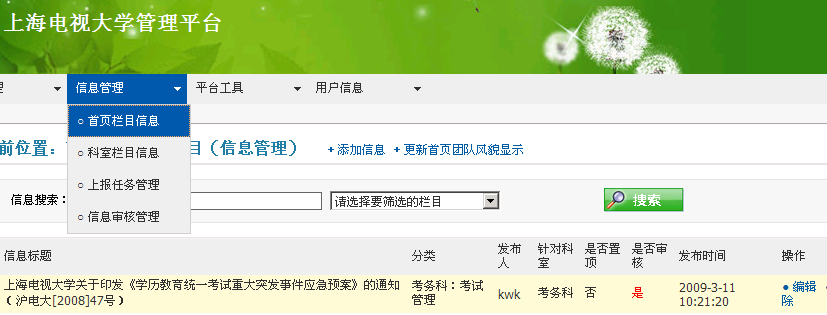 上海电视大学管理平台
理
信息管理
平台工具
用户信息
○ 首页栏目信息
○ 科室栏目信息
○ 上报任务管理
○ 信息审核管理
前位置：
目（信息管理）
+ 添加信息 + 更新首页团队风貌显示
信息搜索：
请选择要筛选的栏目
搜索
信息标题 分类 发布人 针对科室 是否置顶 是否审核 发布时间 操作
上海电视大学关于印发《学历教育统一考试重大突发事件应急预案》的通知
（沪电大[2008]47号）
考务科：考试
管理
kwk
考务科
否
是
2009-3-11
10:21:20
● 编辑
除